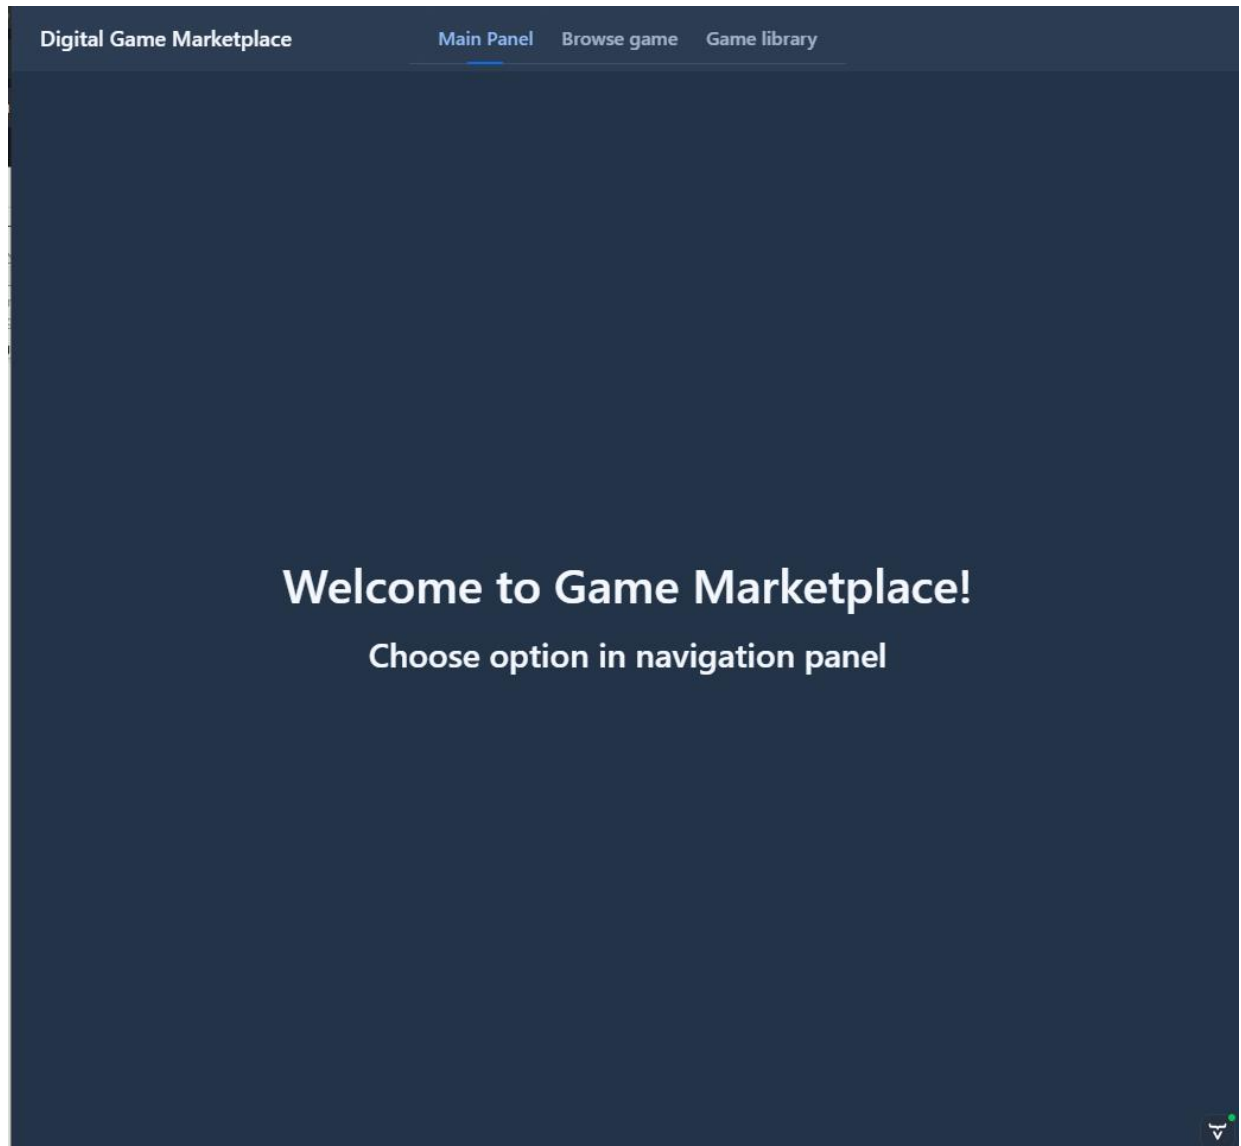 Digital Game Marketplace
Main Panel Browse game Game library
Welcome to Game Marketplace!
Choose option in navigation panel